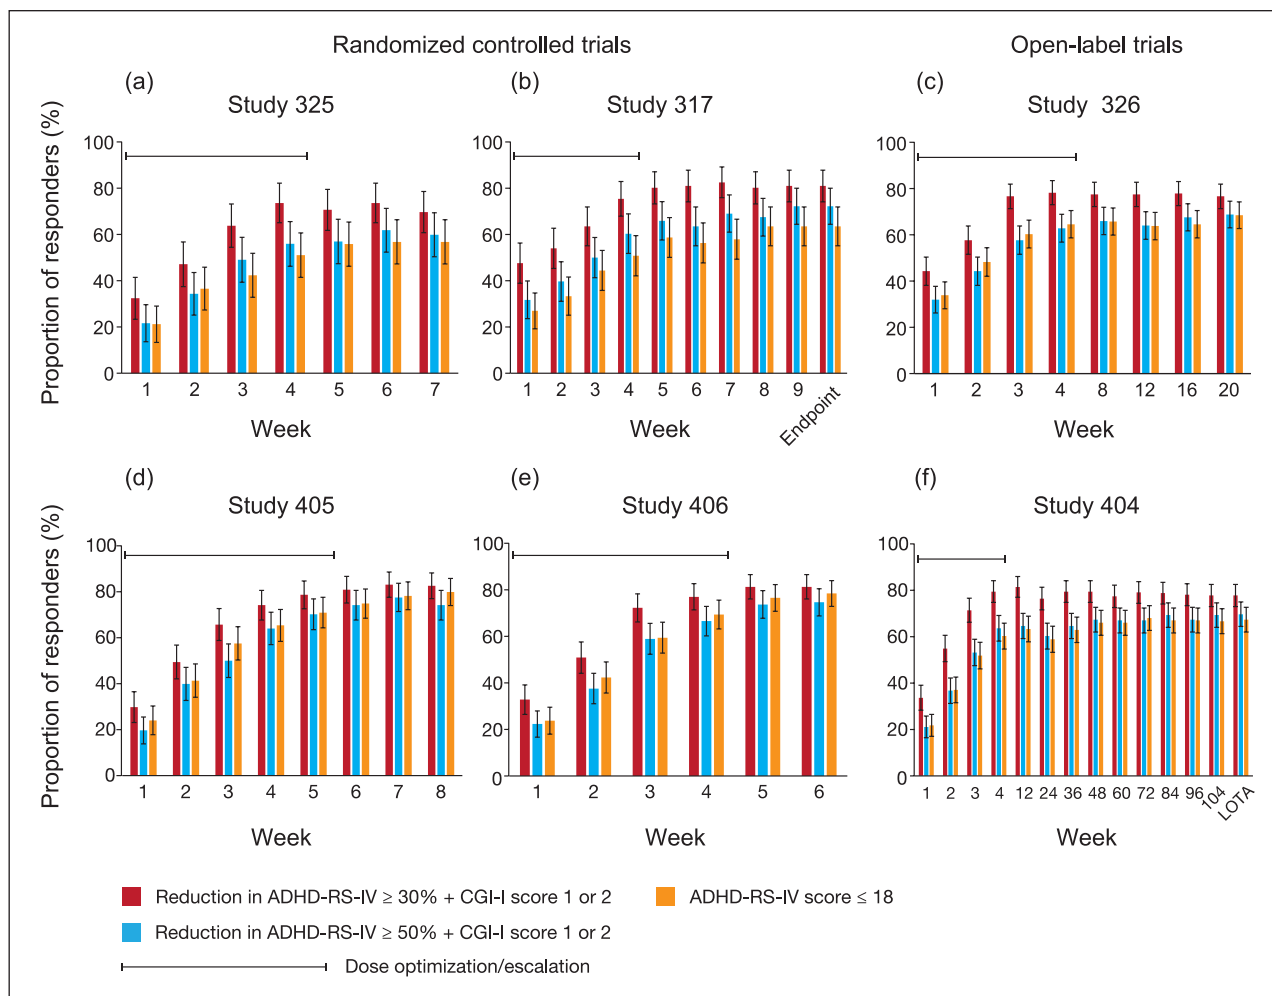 Randomized controlled trials
Open-label trials
(a)
Study 325
Proportion of responders (%)
100
80
60
40
20
0
1 2 3 4 5 6 7
Week
(b)
Study 317
100
80
60
40
20
0
1 2 3 4 5 6 7 8 9 Endpoint
Week
(c)
Study 326
100
80
60
40
20
0
1 2 3 4 8 12 16 20
Week
(d)
Study 405
Proportion of responders (%)
100
80
60
40
20
0
1 2 3 4 5 6 7 8
Week
(e)
Study 406
100
80
60
40
20
0
1 2 3 4 5 6
Week
(f)
Study 404
100
80
60
40
20
0
1 2 3 4 12 24 36 48 60 72 84 96 104 LOTA
Week
Reduction in ADHD-RS-IV ≥ 30% + CGI-I score 1 or 2
ADHD-RS-IV score ≤ 18
Reduction in ADHD-RS-IV ≥ 50% + CGI-I score 1 or 2
Dose optimization/escalation